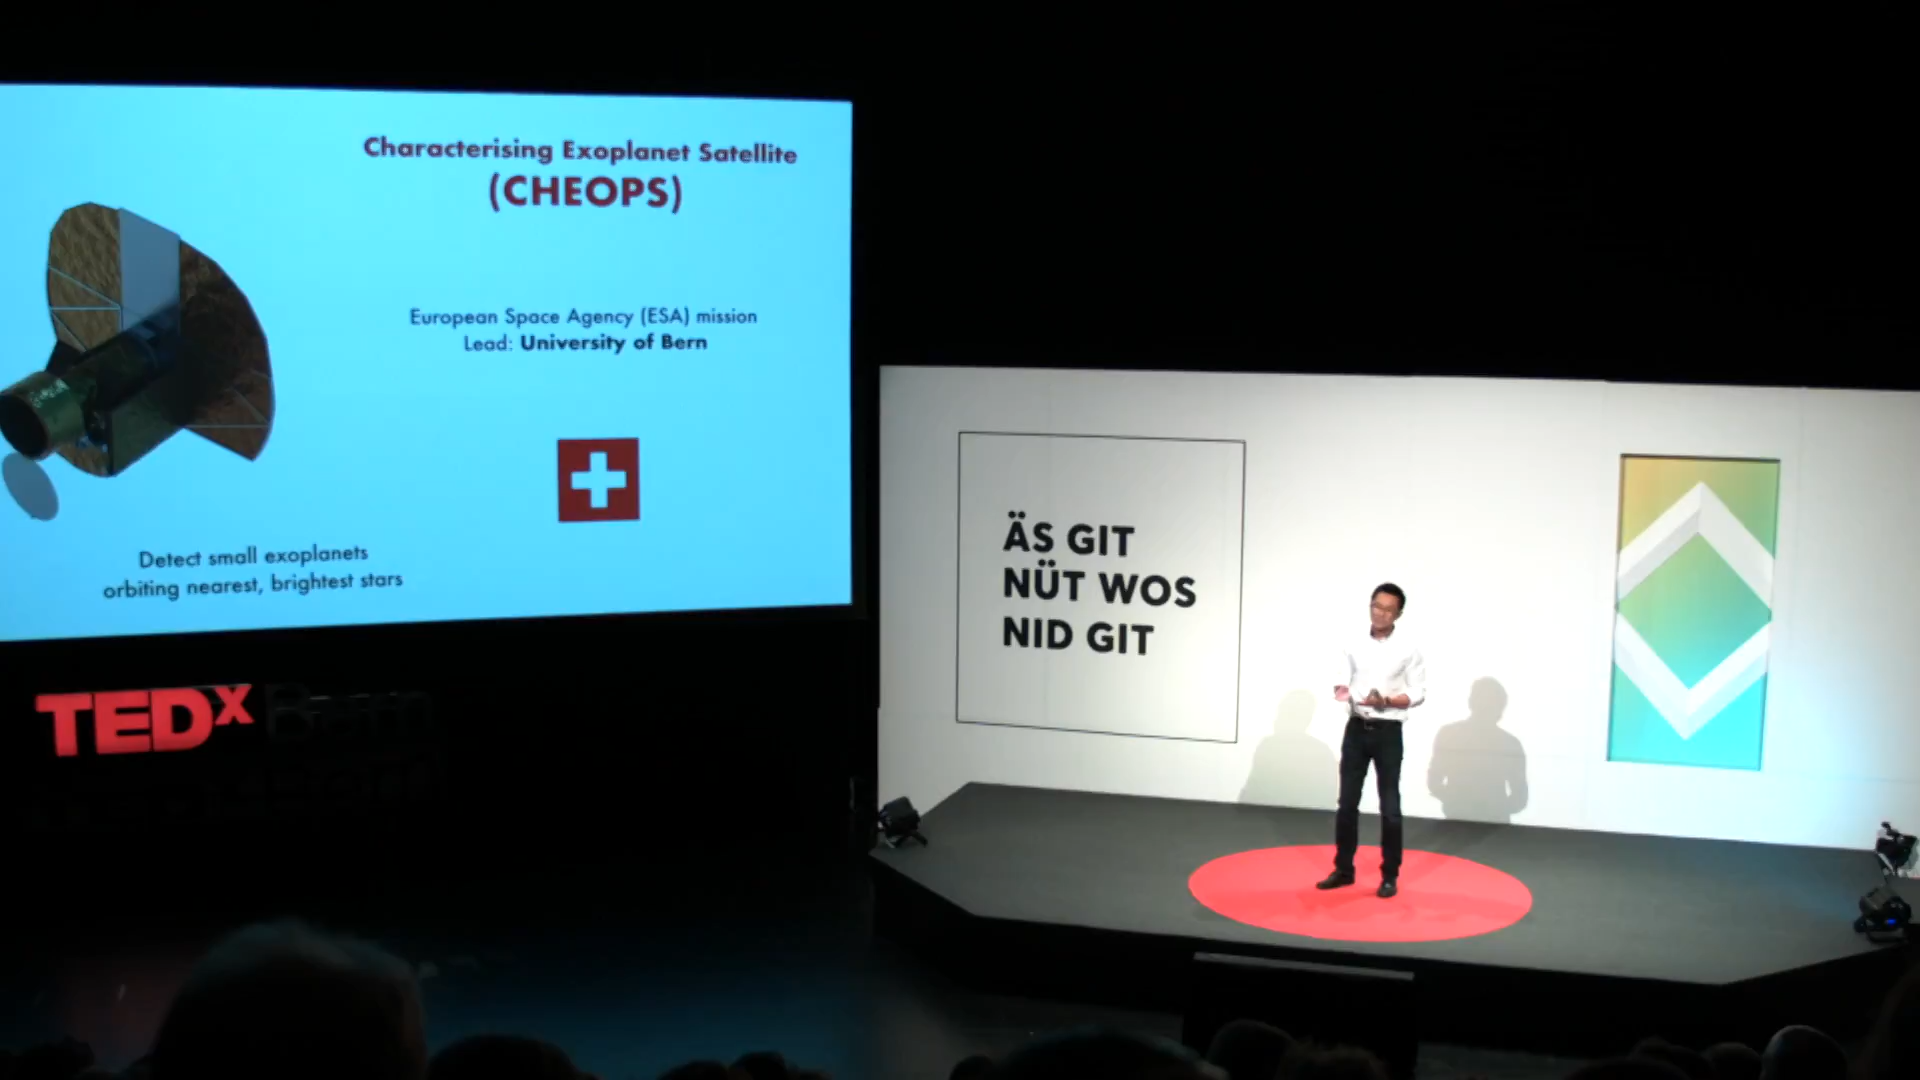 Characterising Exoplanet Satellite
(CHEOPS)
European Space Agency (ESA) mission
Lead: University of Bern
Detect small exoplanets
orbiting nearest, brightest stars
TEDx Bern
ÄS GIT
NÜT WOS
NID GIT